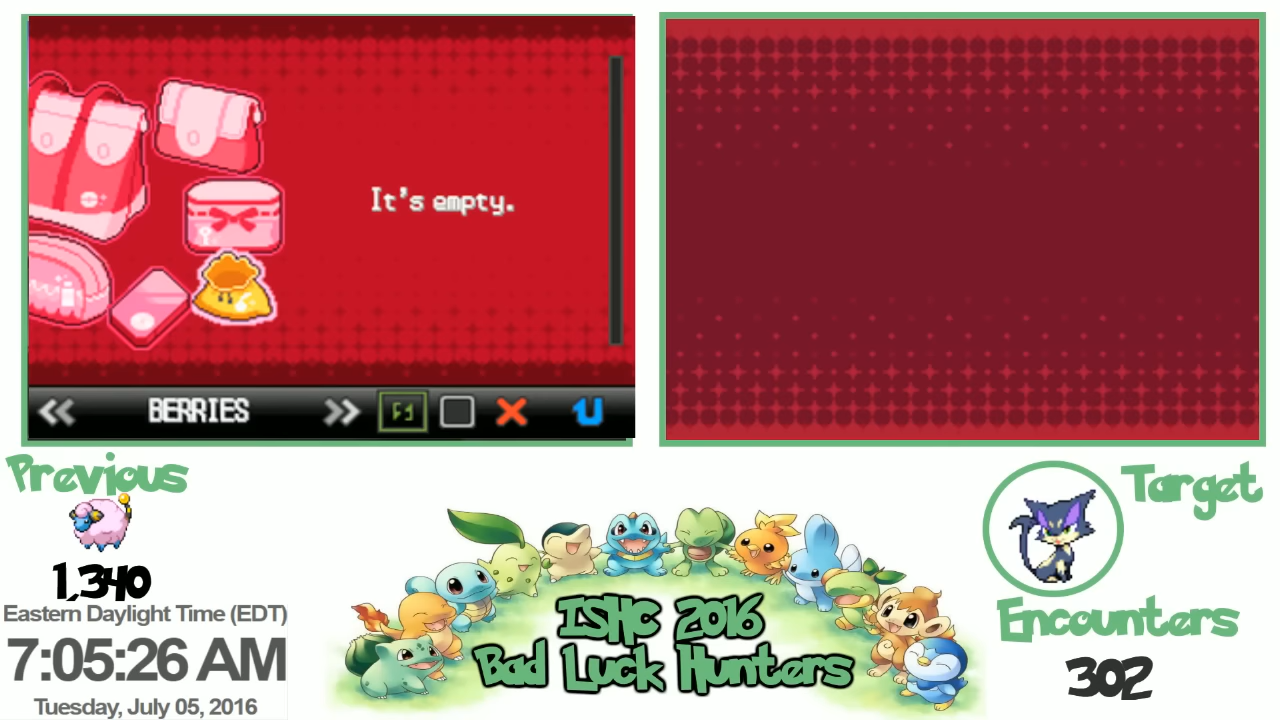 It's empty.
BERRIES
Previous
1,340
Eastern Daylight Time (EDT)
7:05:26 AM
Tuesday, July 05, 2016
ISHC 2016
Bad Luck Hunters
Target
Encounters
302